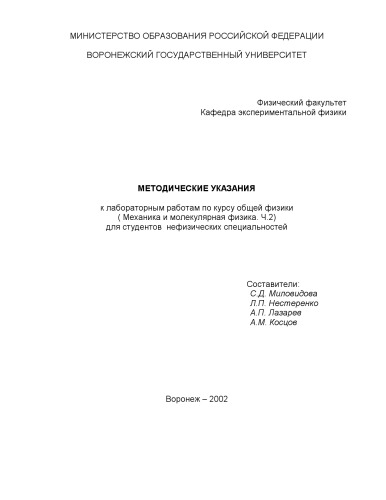 МИНИСТЕРСТВО ОБРАЗОВАНИЯ РОССИЙСКОЙ ФЕДЕРАЦИИ
ВОРОНЕЖСКИЙ ГОСУДАРСТВЕННЫЙ УНИВЕРСИТЕТ
Физический факультет
Кафедра экспериментальной физики
МЕТОДИЧЕСКИЕ УКАЗАНИЯ
к лабораторным работам по курсу общей физики
( Механика и молекулярная физика. Ч.2)
для студентов нефизических специальностей
Составители:
С.Д. Миловидова
Л.П. Нестеренко
А.П. Лазарев
А.М. Косцов
Воронеж – 2002